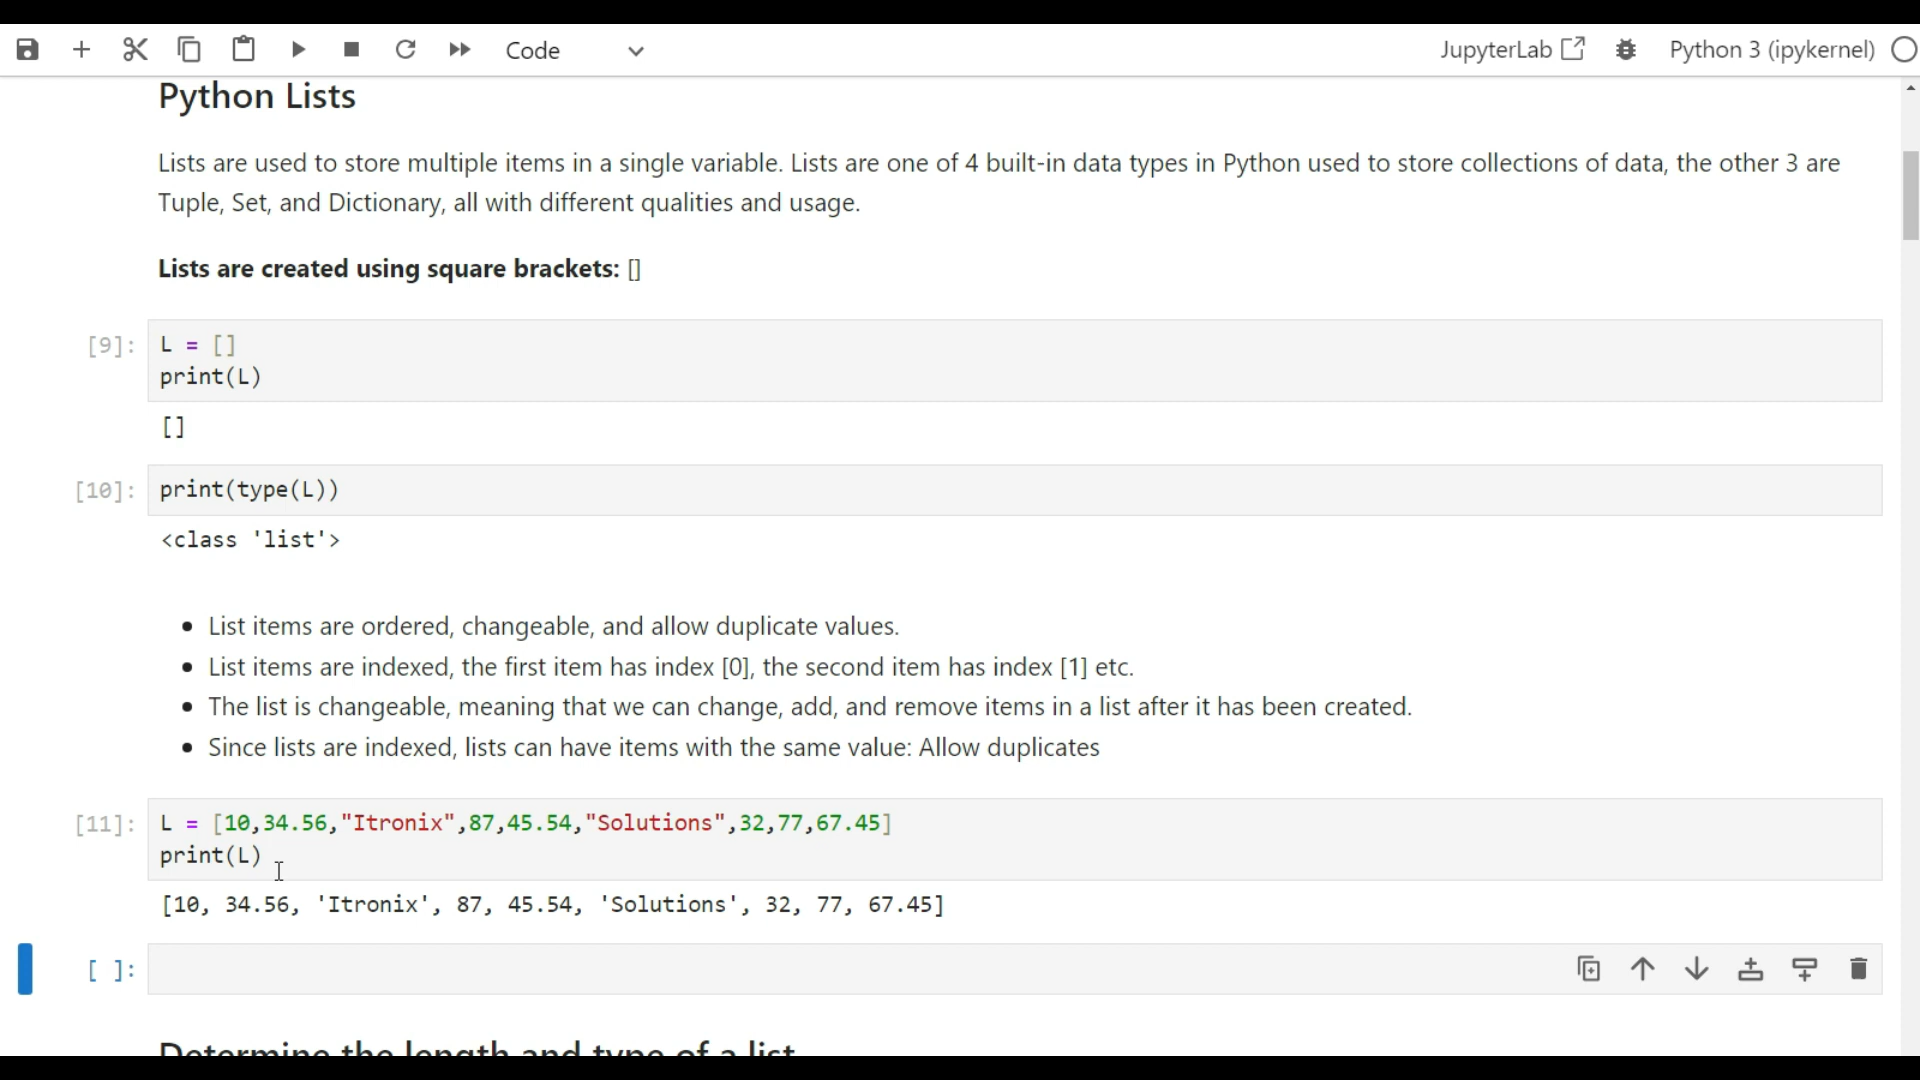 Code
JupyterLab
Python 3 (ipykernel)
Python Lists
Lists are used to store multiple items in a single variable. Lists are one of 4 built-in data types in Python used to store collections of data, the other 3 are
Tuple, Set, and Dictionary, all with different qualities and usage.
Lists are created using square brackets: []
[9]: L = []
print(L)
[]
[10]: print(type(L))
<class 'list'>
• List items are ordered, changeable, and allow duplicate values.
• List items are indexed, the first item has index [0], the second item has index [1] etc.
• The list is changeable, meaning that we can change, add, and remove items in a list after it has been created.
• Since lists are indexed, lists can have items with the same value: Allow duplicates
[11]: L = [10,34.56,"Itronix",87,45.54,"Solutions",32,77,67.45]
print(L)
[10, 34.56, 'Itronix', 87, 45.54, 'Solutions', 32, 77, 67.45]
[ ]:
Determine the length and type of a list